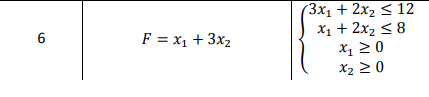 6
F = x₁ + 3x₂
3x₁ + 2x₂ ≤ 12
x₁ + 2x₂ ≤ 8
x₁ ≥ 0
x₂ ≥ 0